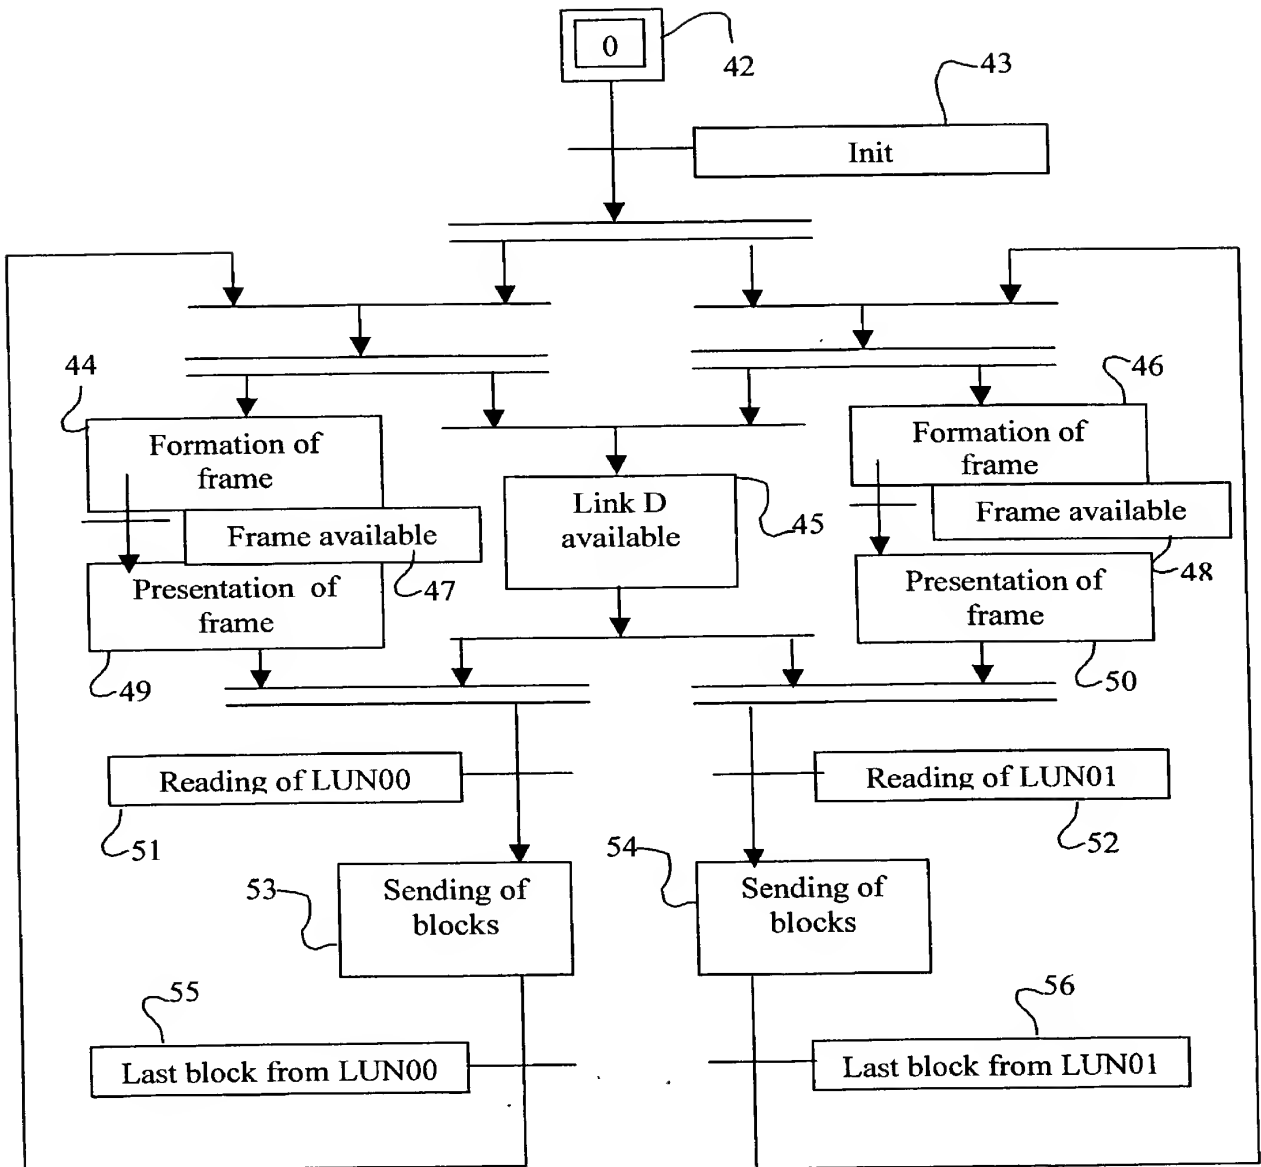 0
42
43
Init
44
46
Formation of
frame
Formation of
frame
Link D
available
45
Frame available
Frame available
47
48
Presentation of
frame
Presentation of
frame
49
50
Reading of LUN00
Reading of LUN01
51
52
53
54
Sending of
blocks
Sending of
blocks
55
56
Last block from LUN00
Last block from LUN01